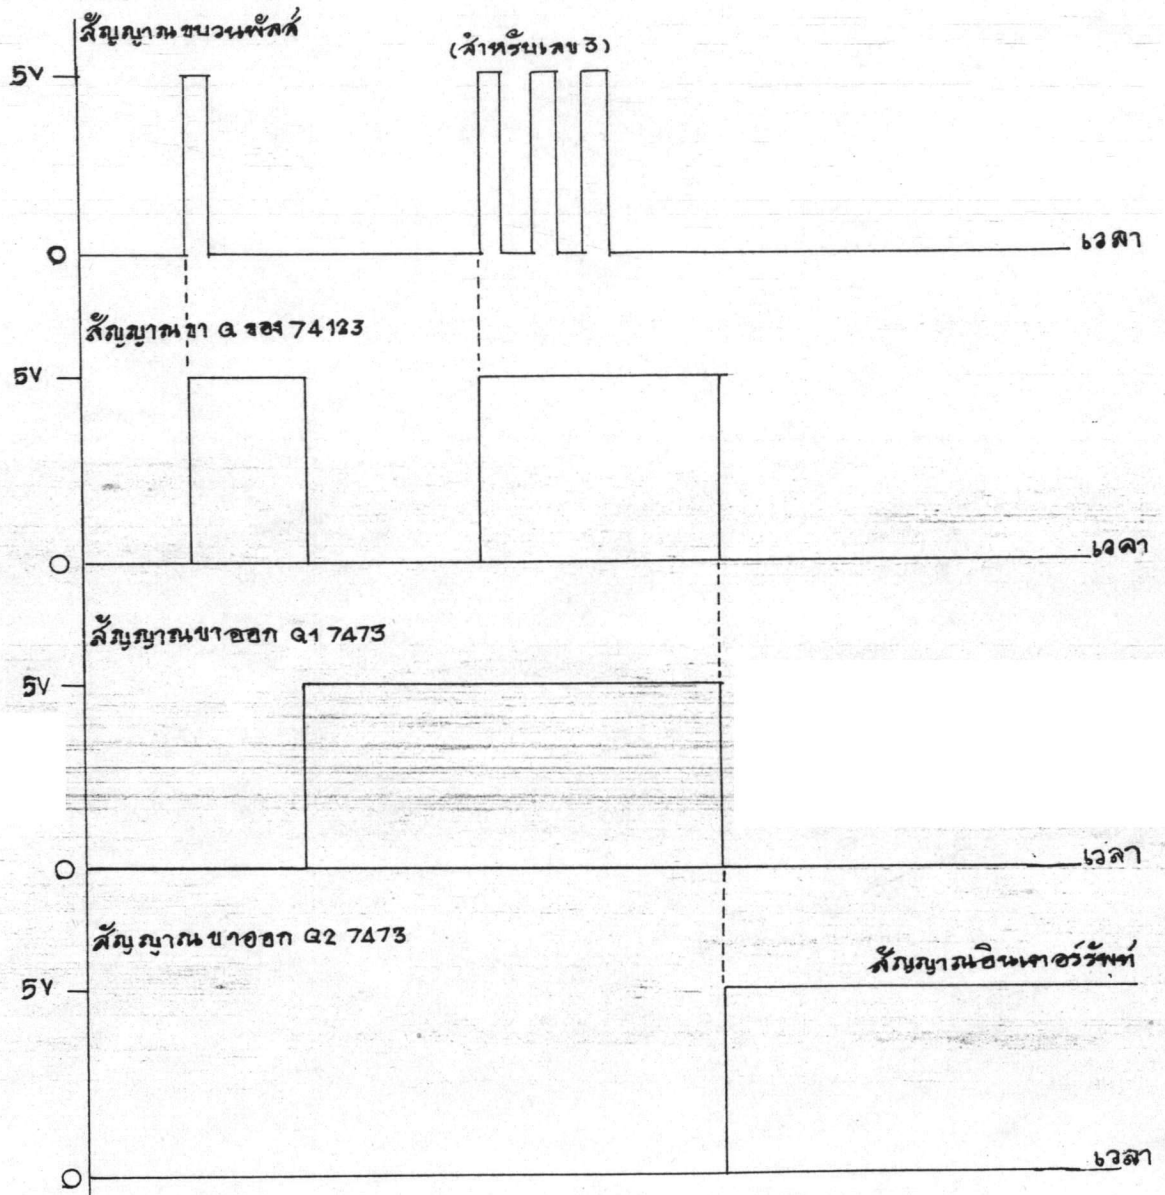 สัญญาณขบวนพัลส์
(สำหรับเลข 3)
5V
0
เวลา
สัญญาณขา Q ของ 74123
5V
0
เวลา
สัญญาณขาออก Q1 7473
5V
0
เวลา
สัญญาณขาออก Q2 7473
สัญญาณอินเตอร์รัพท์
5V
0
เวลา